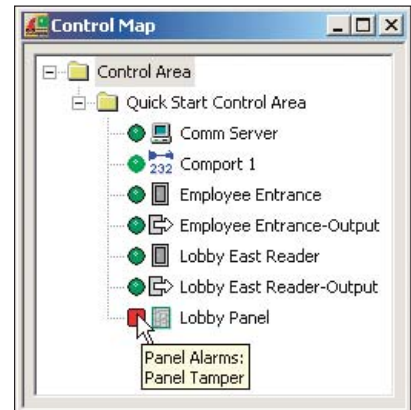 Control Map
Control Area
Quick Start Control Area
Comm Server
232 Comport 1
Employee Entrance
Employee Entrance-Output
Lobby East Reader
Lobby East Reader-Output
Lobby Panel
Panel Alarms:
Panel Tamper